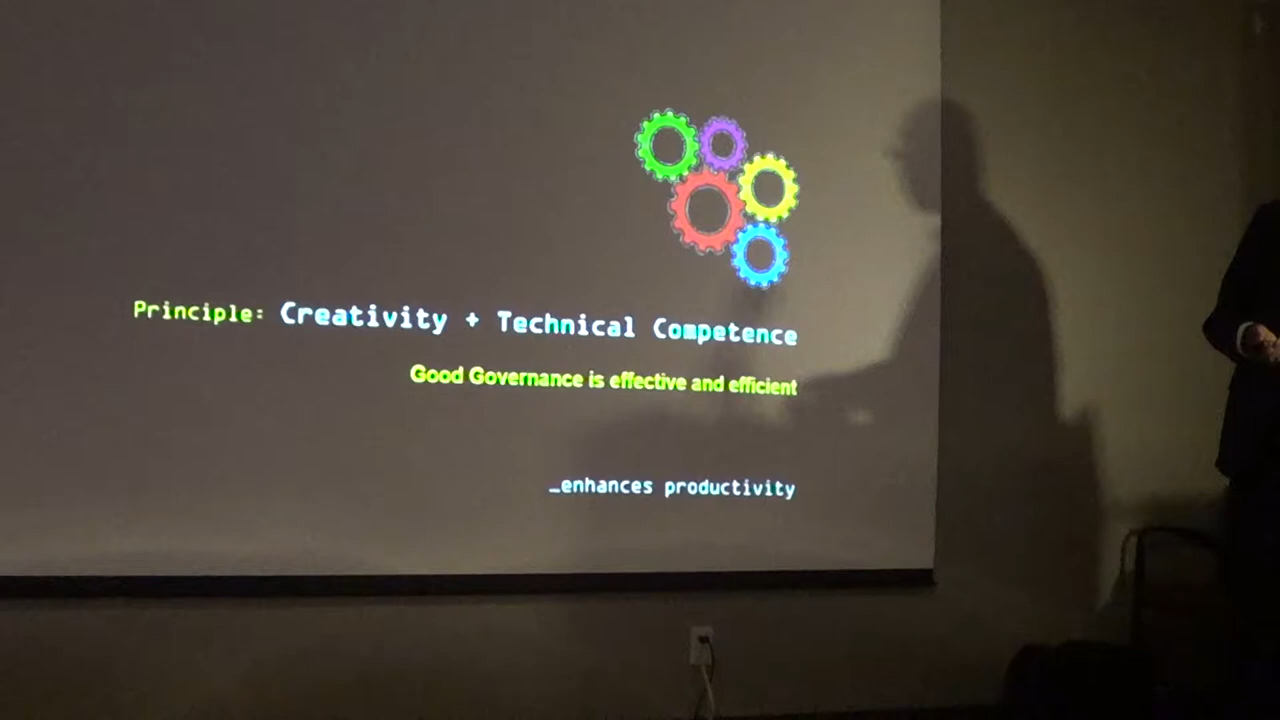 Principle: Creativity + Technical Competence
Good Governance is effective and efficient
_enhances productivity